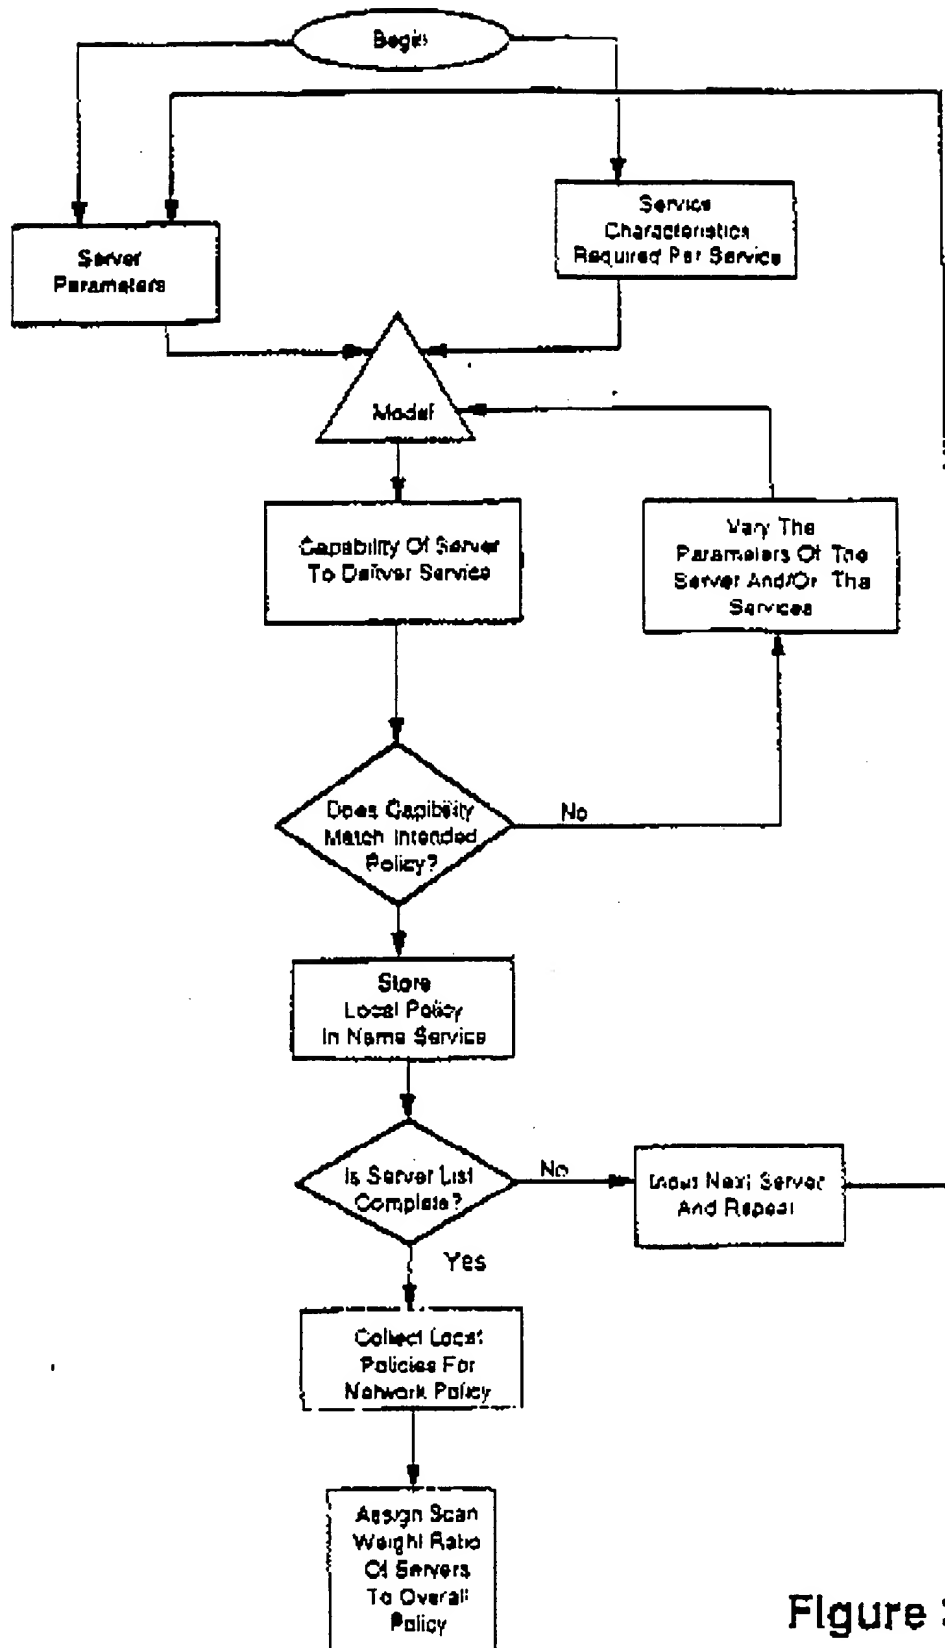 Begin
Service
Characteristics
Required Per Service
Server
Parameters
Model
Capability Of Server
To Deliver Service
Vary The
Parameters Of The
Server And/Or The
Services
Does Capibility
Match Intended
Policy?
No
Store
Local Policy
In Name Service
Is Server List
Complete?
No
Input Next Server
And Repeat
Yes
Collect Local
Policies For
Network Policy
Assign Scan
Weight Ratio
Of Servers
To Overall
Policy
Figure